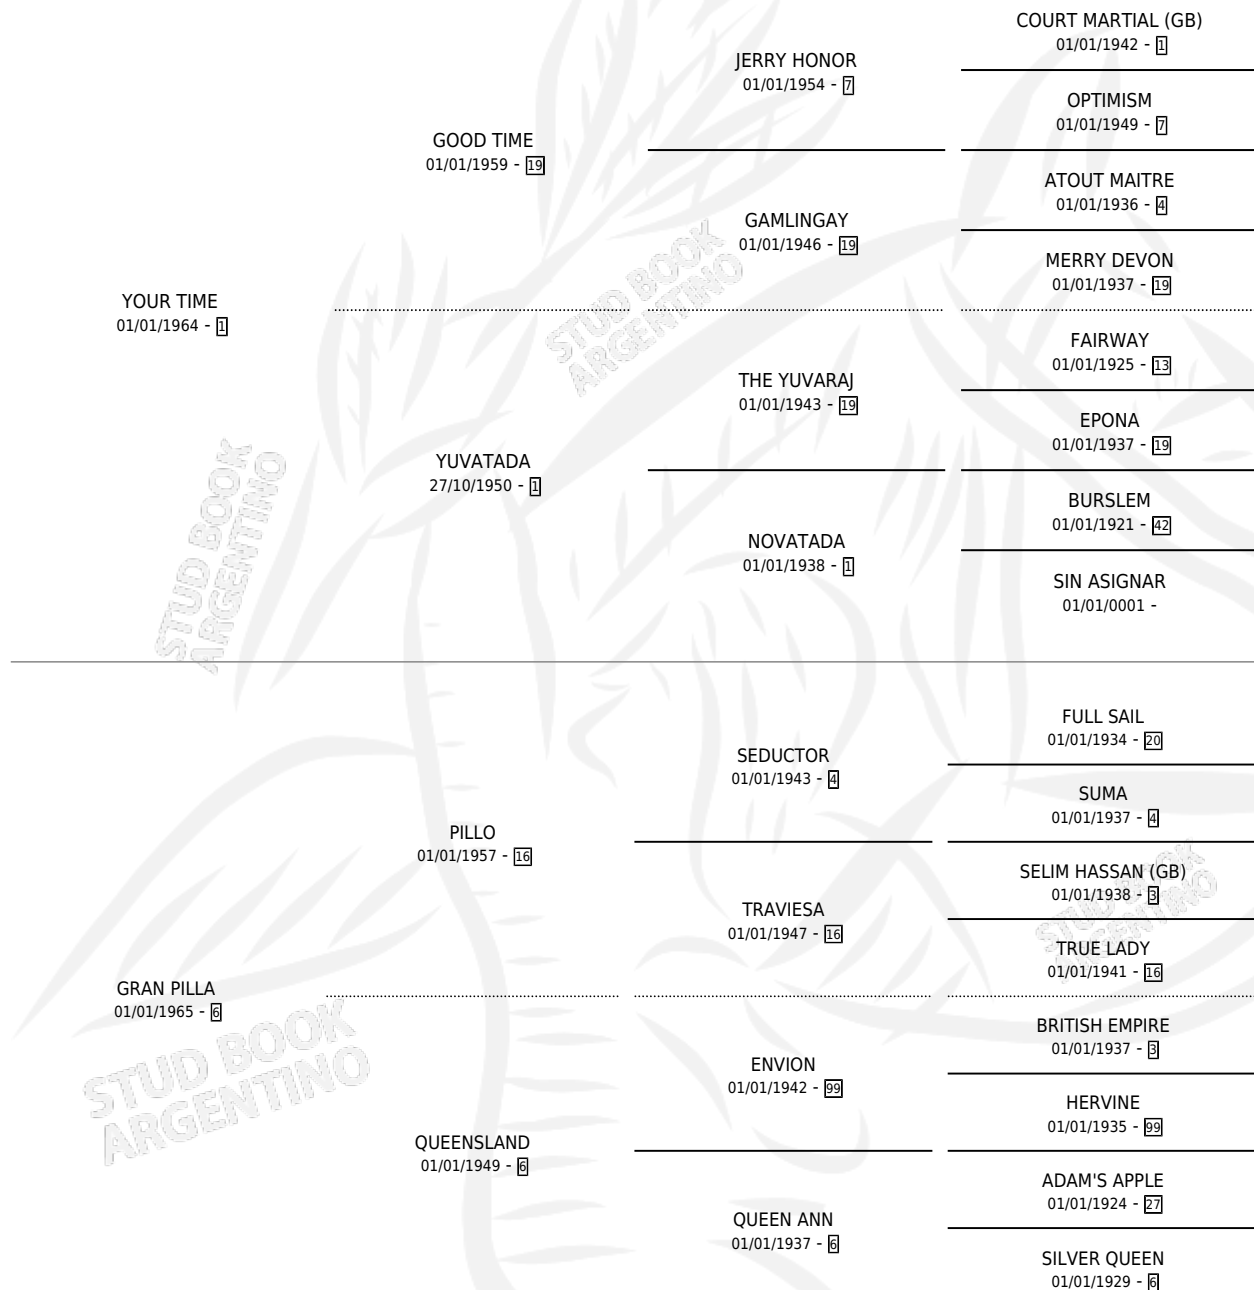 COURT MARTIAL (GB)
01/01/1942 - 1
JERRY HONOR
01/01/1954 - 7
OPTIMISM
01/01/1949 - 7
GOOD TIME
01/01/1959 - 19
ATOUT MAITRE
01/01/1936 - 4
GAMLINGAY
01/01/1946 - 19
MERRY DEVON
01/01/1937 - 19
YOUR TIME
01/01/1964 - 1
STUD BOOK
ARGENTINO
FAIRWAY
01/01/1925 - 13
THE YUVARAJ
01/01/1943 - 19
EPONA
01/01/1937 - 19
YUVATADA
27/10/1950 - 1
BURSLEM
01/01/1921 - 42
NOVATADA
01/01/1938 - 1
SIN ASIGNAR
01/01/0001 -
STUD BOOK
ARGENTINO
FULL SAIL
01/01/1934 - 20
SEDUCTOR
01/01/1943 - 4
SUMA
01/01/1937 - 4
PILLO
01/01/1957 - 16
SELIM HASSAN (GB)
01/01/1938 - 3
TRAVIESA
01/01/1947 - 16
STUD BOOK
ARGENTINO
TRUE LADY
01/01/1941 - 16
GRAN PILLA
01/01/1965 - 6
BRITISH EMPIRE
01/01/1937 - 3
ENVION
01/01/1942 - 99
STUD BOOK
ARGENTINO
HERVINE
01/01/1935 - 99
QUEENSLAND
01/01/1949 - 6
ADAM'S APPLE
01/01/1924 - 27
QUEEN ANN
01/01/1937 - 6
SILVER QUEEN
01/01/1929 - 6